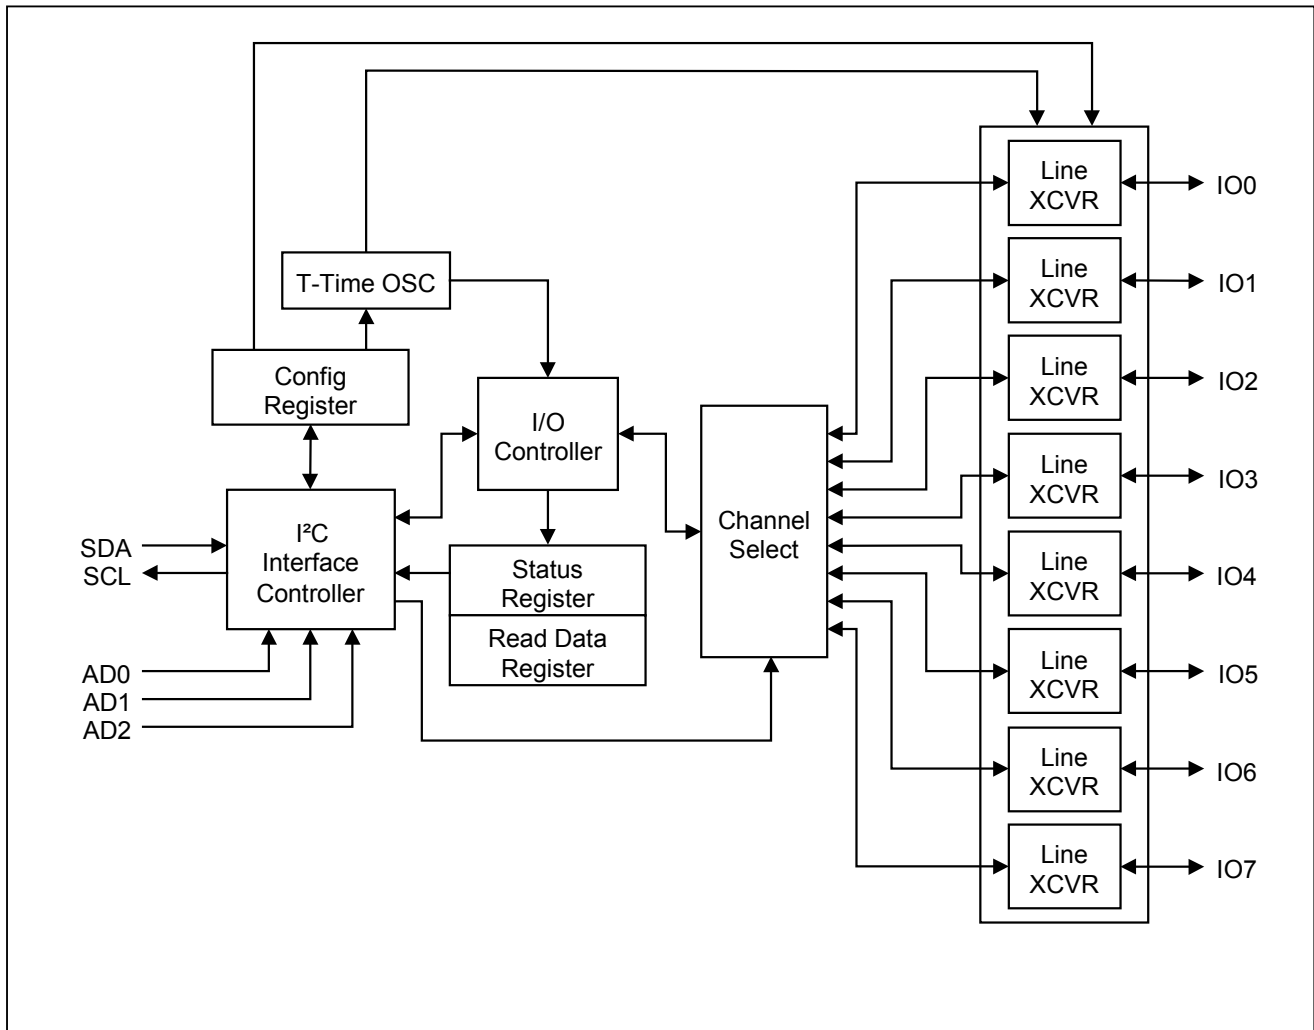 Line
XCVR
IO0
Line
XCVR
IO1
T-Time OSC
Line
XCVR
IO2
Config
Register
I/O
Controller
Line
XCVR
IO3
I²C
Interface
Controller
Channel
Select
SDA
SCL
Status
Register
Line
XCVR
IO4
Read Data
Register
AD0
AD1
AD2
Line
XCVR
IO5
Line
XCVR
IO6
Line
XCVR
IO7